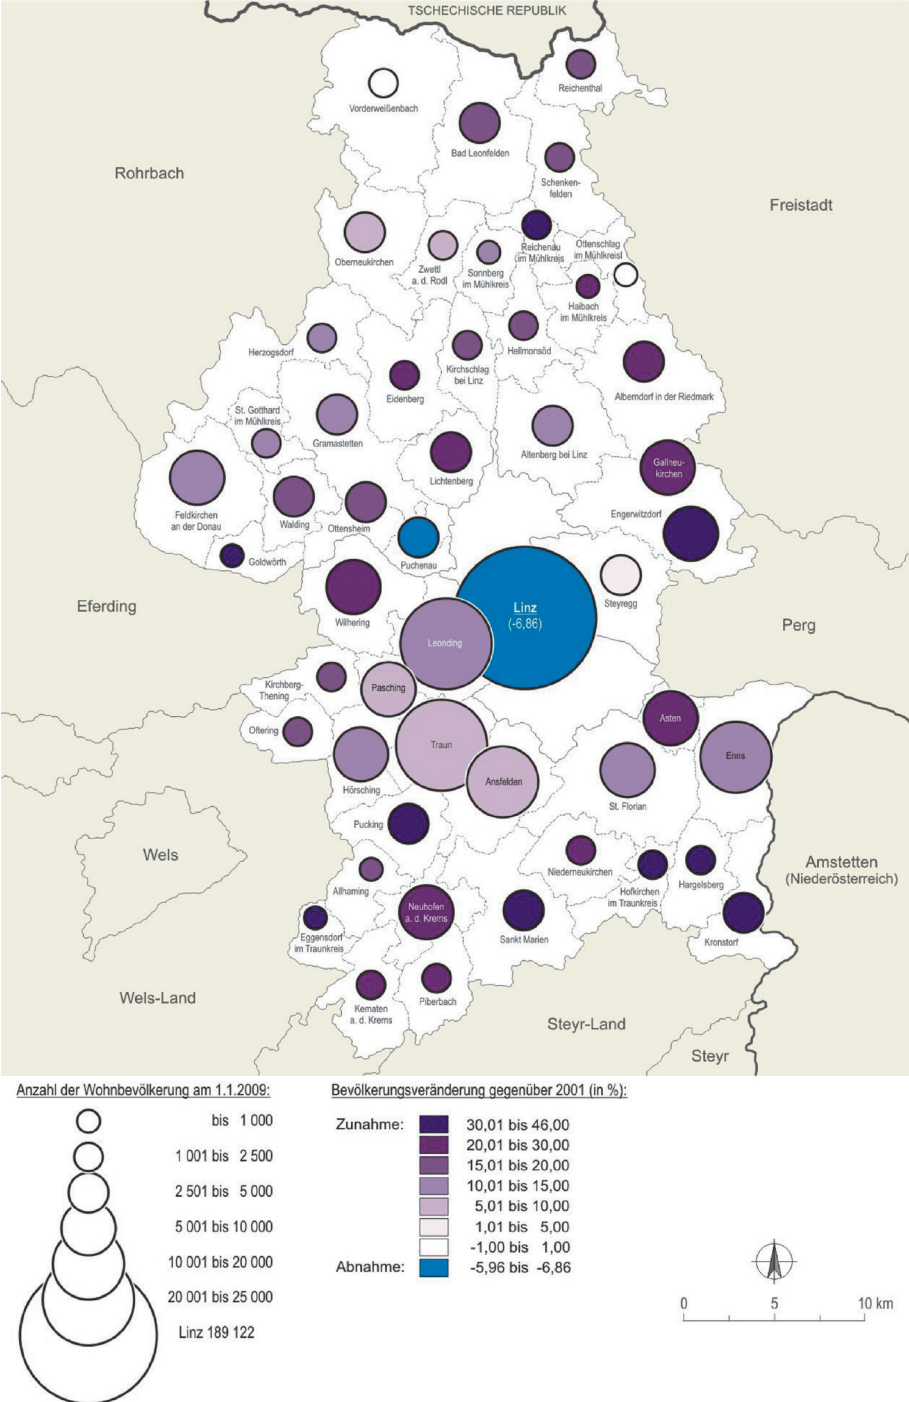 TSCHECHISCHE REPUBLIK
Reichenthal
Vorderweißenbach
Bad Leonfelden
Rohrbach
Schenken-
felden
Freistadt
Oberneukirchen
Zwettl
a. d. Rodl
Sonnberg
im Mühlkreis
Reichenau
im Mühlkreis
Ottenschlag
im Mühlkreisl
Haibach
im Mühlkreis
Herzogsdorf
Kirchschlag
bei Linz
Hellmonsöd
Eidenberg
Alberndorf in der Riedmark
St. Gotthard
im Mühlkreis
Gramastetten
Altenberg bei Linz
Lichtenberg
Gallneu-
kirchen
Feldkirchen
an der Donau
Walding
Ottensheim
Engerwitzdorf
Goldwörth
Puchenau
Eferding
Wilhering
Linz
(-6,86)
Steyregg
Perg
Leonding
Kirchberg-
Thening
Pasching
Oftering
Asten
Traun
Enns
Hörsching
Ansfelden
St. Florian
Pucking
Wels
Allhaming
Niederneukirchen
Hofkirchen
im Traunkreis
Hargelsberg
Amstetten
(Niederösterreich)
Neuhofen
a. d. Krems
Eggensdorf
im Traunkreis
Sankt Marien
Kronstorf
Wels-Land
Kematen
a. d. Krems
Piberbach
Steyr-Land
Steyr
Anzahl der Wohnbevölkerung am 1.1.2009:
bis 1 000
1 001 bis 2 500
2 501 bis 5 000
5 001 bis 10 000
10 001 bis 20 000
20 001 bis 25 000
Linz 189 122
Bevölkerungsveränderung gegenüber 2001 (in %):
Zunahme: 30,01 bis 46,00
20,01 bis 30,00
15,01 bis 20,00
10,01 bis 15,00
5,01 bis 10,00
1,01 bis 5,00
-1,00 bis 1,00
Abnahme: -5,96 bis -6,86
0 5 10 km